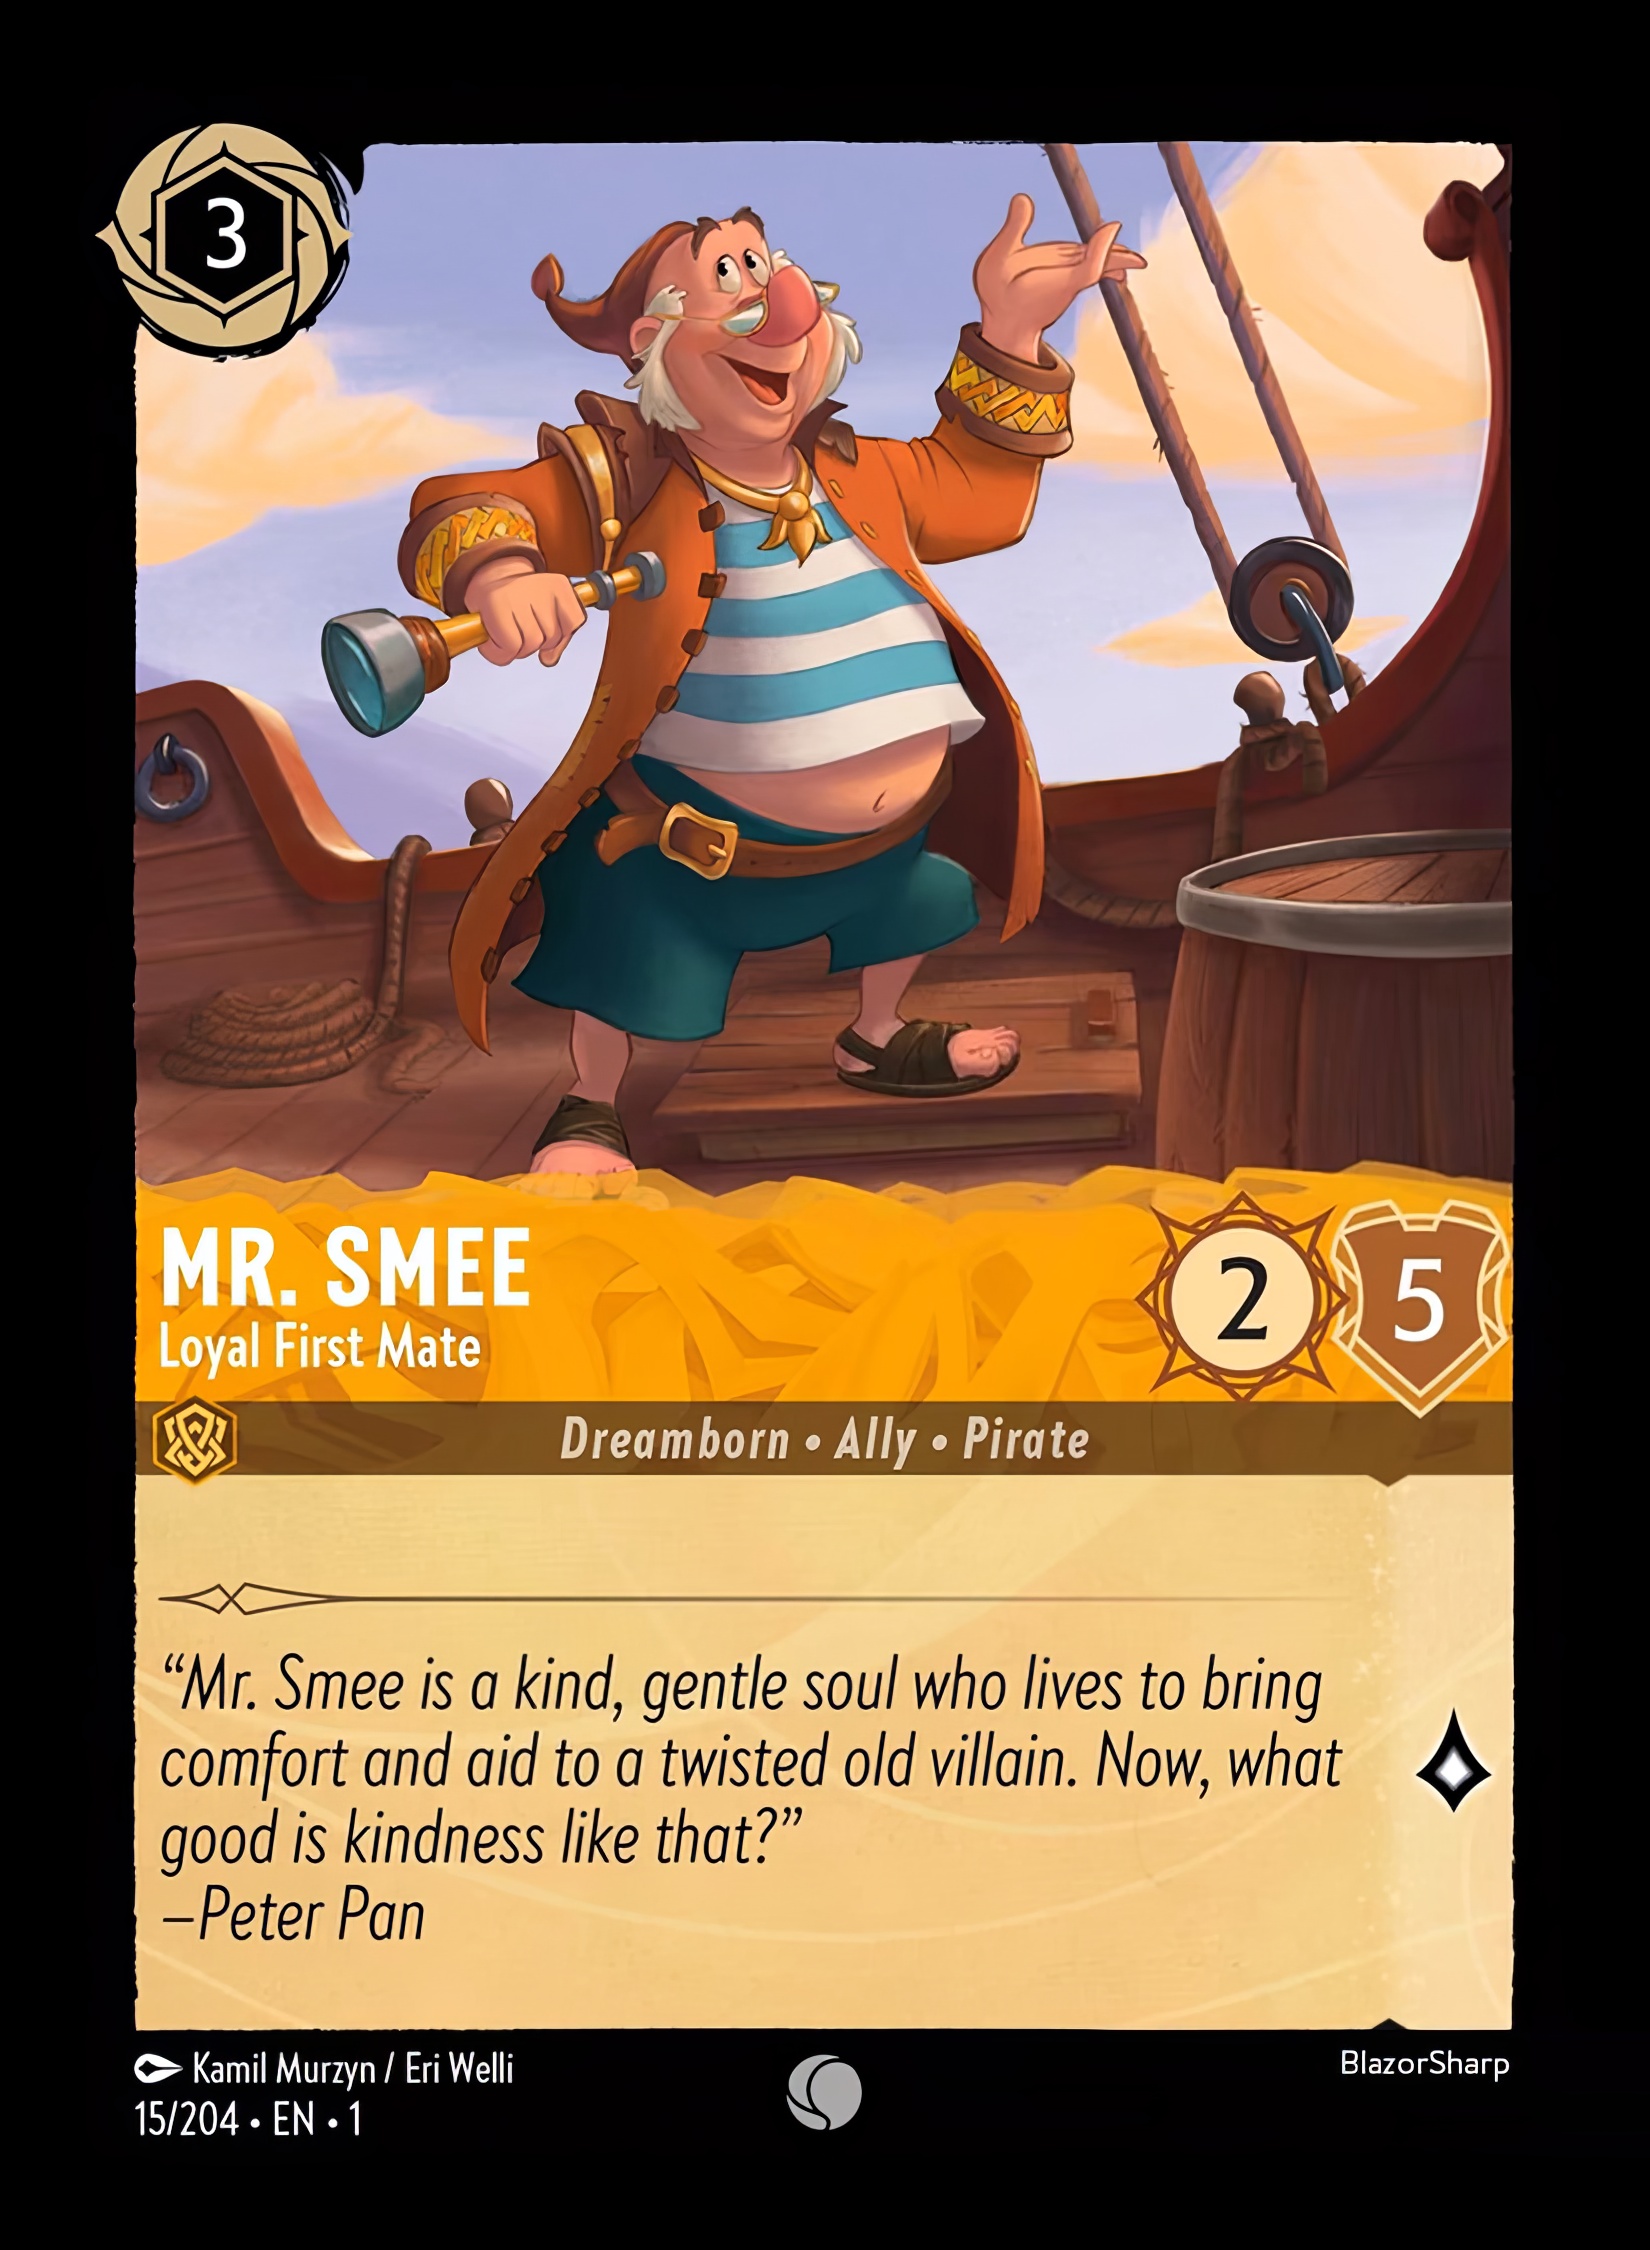 3
MR. SMEE
Loyal First Mate
2
5
Dreamborn • Ally • Pirate
“Mr. Smee is a kind, gentle soul who lives to bring
comfort and aid to a twisted old villain. Now, what
good is kindness like that?”
–Peter Pan
Kamil Murzyn / Eri Welli
BlazorSharp
15/204 • EN • 1